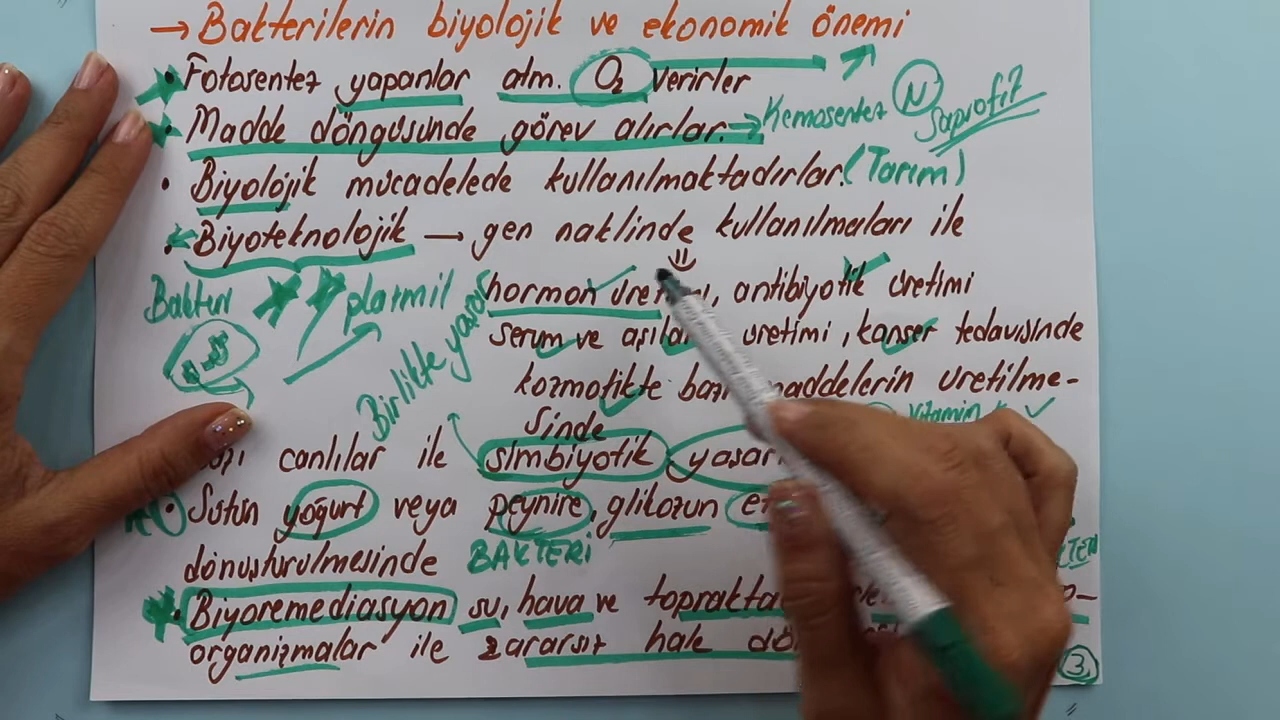 → Bakterilerin biyolojik ve ekonomik önemi
• Fotosentez yapanlar atm. O₂ verirler
• Madde döngüsünde görev alırlar. → Kemosentez N Saprofit
• Biyolojik mücadelede kullanılmaktadırlar. (Tarım)
• Biyoteknolojik → gen naklinde kullanılmaları ile
Bakteri plazmit
hormon antibiyotik üretimi
serum ve üretimi, kanser tedavisinde
kozmetikte maddelerin üretilme-
sinde
Vitamin
Birlikte
canlılar ile simbiyotik
• Sütün yoğurt veya peynire, glikozun
dönüştürülmesinde BAKTERİ
• Biyoremediasyon su, hava ve
organizmalar ile zararsız hale
3